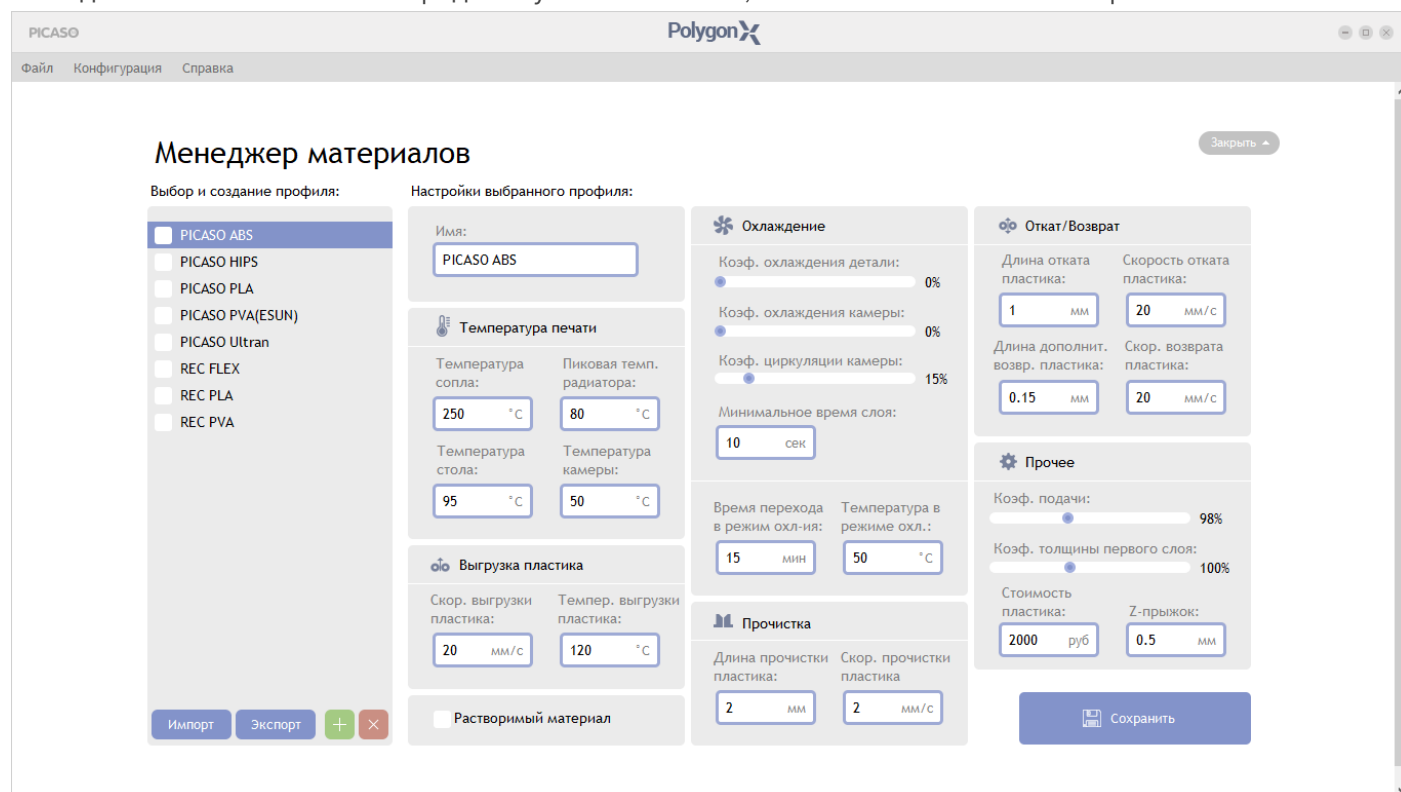 PICASO
PolygonX
Файл Конфигурация Справка
Менеджер материалов
Закрыть
Выбор и создание профиля:
PICASO ABS
PICASO HIPS
PICASO PLA
PICASO PVA(ESUN)
PICASO Ultran
REC FLEX
REC PLA
REC PVA
Импорт
Экспорт
Настройки выбранного профиля:
Имя:
PICASO ABS
Температура печати
Температура сопла:
250 °C
Пиковая темп. радиатора:
80 °C
Температура стола:
95 °C
Температура камеры:
50 °C
Выгрузка пластика
Скор. выгрузки пластика:
20 мм/с
Темпер. выгрузки пластика:
120 °C
Растворимый материал
Охлаждение
Коэф. охлаждения детали:
0%
Коэф. охлаждения камеры:
0%
Коэф. циркуляции камеры:
15%
Минимальное время слоя:
10 сек
Время перехода в режим охл-ия:
15 мин
Температура в режиме охл.:
50 °C
Прочистка
Длина прочистки пластика:
2 мм
Скор. прочистки пластика
2 мм/с
Откат/Возврат
Длина отката пластика:
1 мм
Скорость отката пластика:
20 мм/с
Длина дополнит. возвр. пластика:
0.15 мм
Скор. возврата пластика:
20 мм/с
Прочее
Коэф. подачи:
98%
Коэф. толщины первого слоя:
100%
Стоимость пластика:
2000 руб
Z-прыжок:
0.5 мм
Сохранить